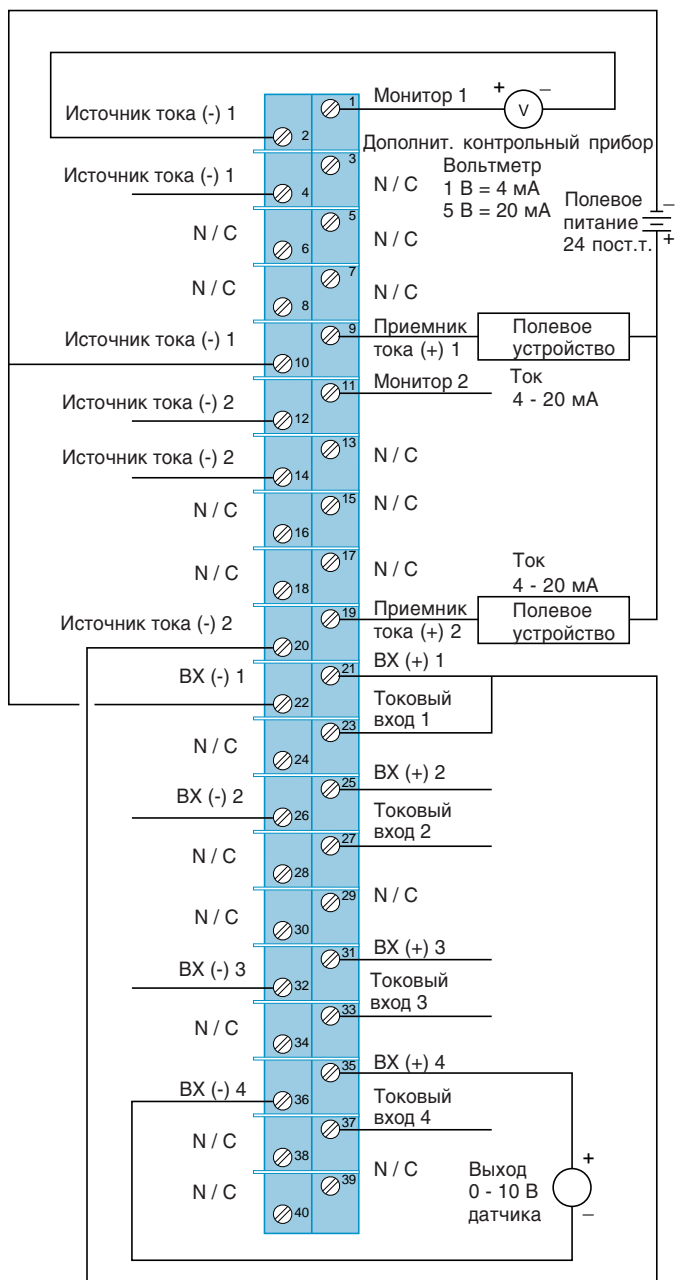 + –
1 Монитор 1
V
Источник тока (-) 1
2
Дополнит. контрольный прибор
3
Вольтметр
Источник тока (-) 1
N / C
1 В = 4 мА
4
5 В = 20 мА
Полевое
питание
24 пост.т.
–
+
5
N / C
N / C
6
7
N / C
N / C
8
9
Источник тока (-) 1
Приемник
тока (+) 1
Полевое
устройство
10
11
Монитор 2
Ток
4 - 20 мА
Источник тока (-) 2
12
13
N / C
Источник тока (-) 2
14
15
N / C
N / C
16
17
N / C
N / C
Ток
4 - 20 мА
18
19
Приемник
тока (+) 2
Полевое
устройство
Источник тока (-) 2
20
ВХ (+) 1
21
ВХ (-) 1
22
Токовый
вход 1
23
N / C
24
25
ВХ (+) 2
ВХ (-) 2
26
27
Токовый
вход 2
N / C
28
29
N / C
N / C
30
31
ВХ (+) 3
ВХ (-) 3
32
33
Токовый
вход 3
N / C
34
35
ВХ (+) 4
ВХ (-) 4
36
37
Токовый
вход 4
N / C
38
39
N / C
N / C
40
Выход
0 - 10 В
датчика
+
–